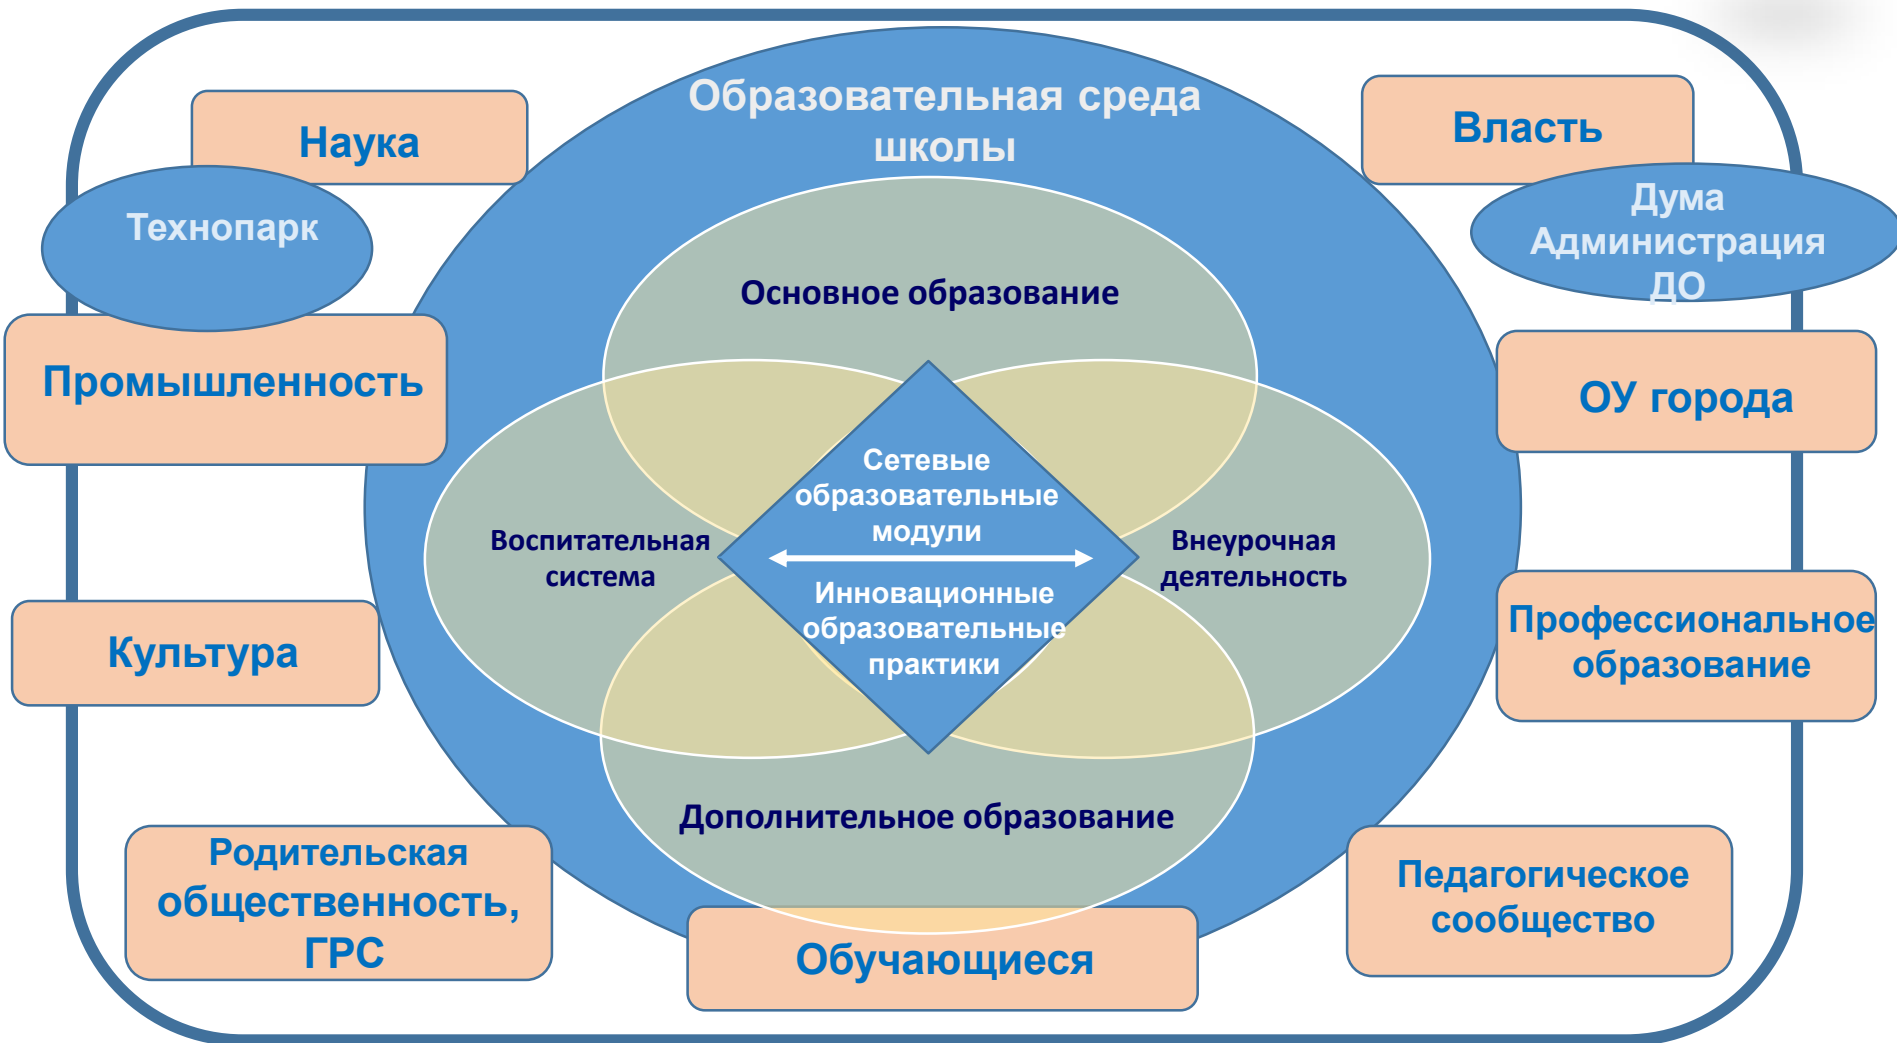 Образовательная среда
школы
Наука
Власть
Технопарк
Дума
Администрация
ДО
Основное образование
Промышленность
ОУ города
Сетевые
образовательные
модули
Воспитательная
система
Внеурочная
деятельность
Инновационные
образовательные
практики
Культура
Профессиональное
образование
Дополнительное образование
Родительская
общественность,
ГРС
Педагогическое
сообщество
Обучающиеся